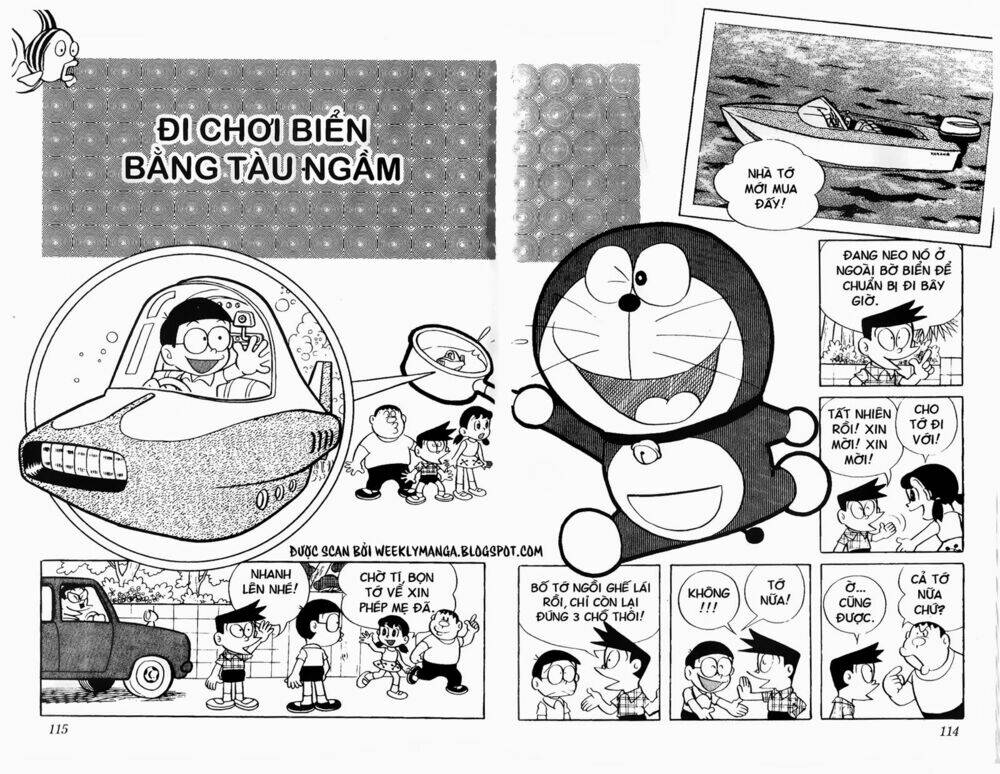 ĐI CHƠI BIỂN
BẰNG TÀU NGẦM
NHÀ TỚ
MỚI MUA
ĐẤY!
ĐANG NEO NÓ Ở
NGOÀI BỜ BIỂN ĐỂ
CHUẨN BỊ ĐI BÂY
GIỜ.
CHO
TỚ ĐI
VỚI!
TẤT NHIÊN
RỒI! XIN
MỜI! XIN
MỜI!
CẢ TỚ
NỮA
CHỨ?
Ờ...
CŨNG
ĐƯỢC.
TỚ
NỮA!
KHÔNG
!!!
BỐ TỚ NGỒI GHẾ LÁI
RỒI, CHỈ CÒN LẠI
ĐÚNG 3 CHỖ THÔI!
114
ĐƯỢC SCAN BỞI WEEKLYMANGA.BLOGSPOT.COM
CHỜ TÍ, BỌN
TỚ VỀ XIN
PHÉP MẸ ĐÃ.
NHANH
LÊN NHÉ!
115